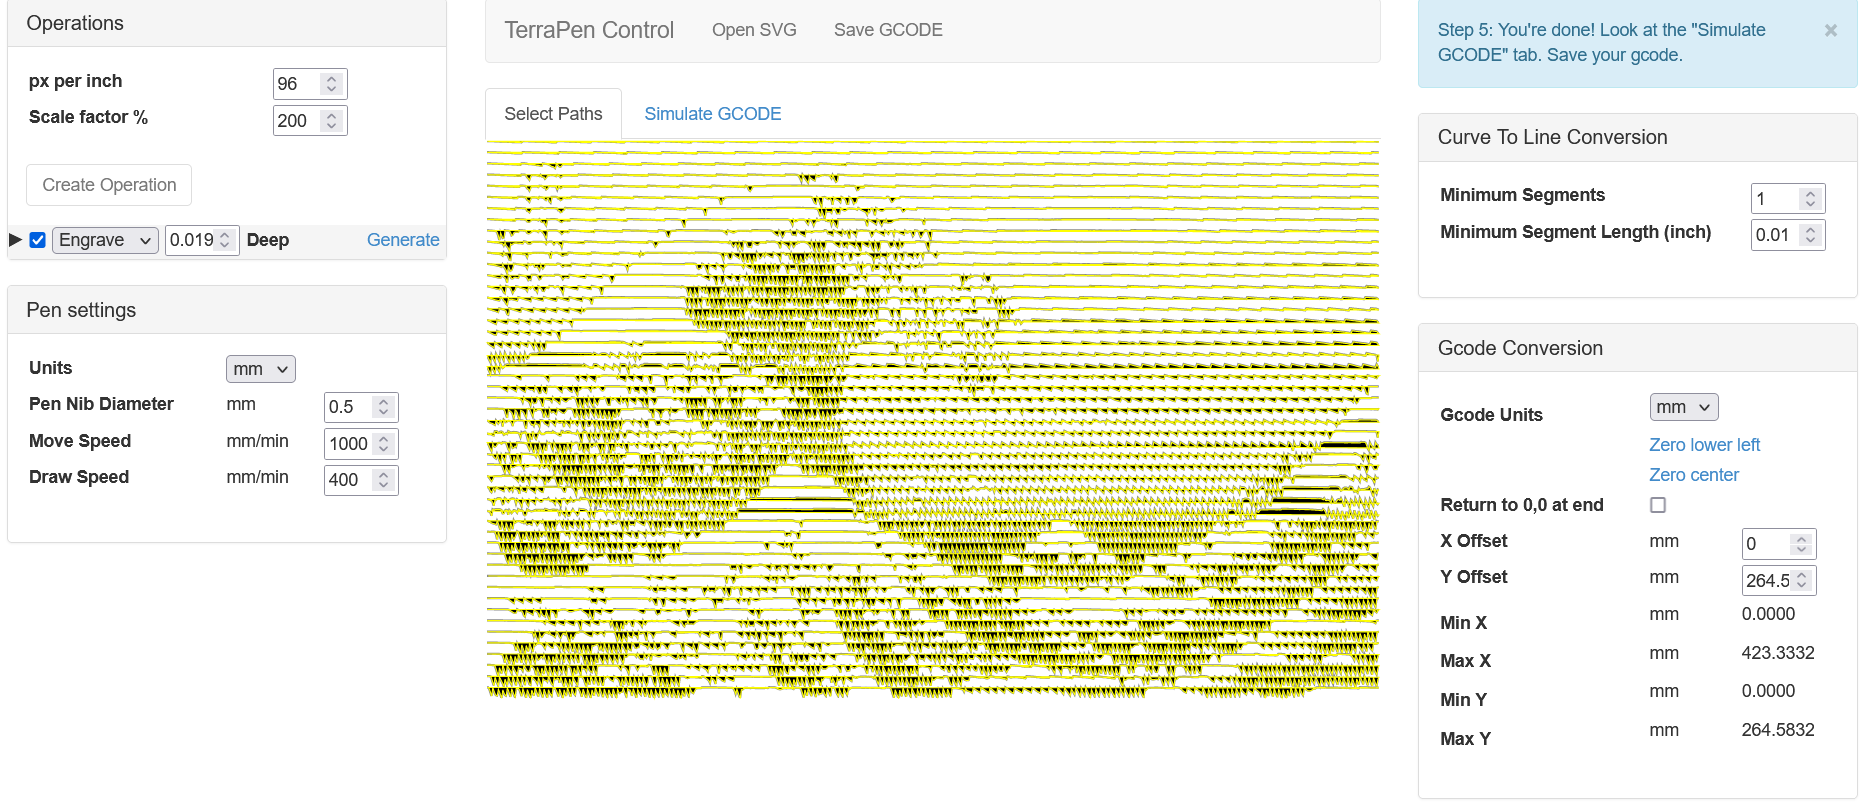 Operations
px per inch 96
Scale factor % 200
Create Operation
Engrave 0.019 Deep Generate
Pen settings
Units mm
Pen Nib Diameter mm 0.5
Move Speed mm/min 1000
Draw Speed mm/min 400
TerraPen Control Open SVG Save GCODE
Select Paths Simulate GCODE
Step 5: You're done! Look at the "Simulate
GCODE" tab. Save your gcode. ×
Curve To Line Conversion
Minimum Segments 1
Minimum Segment Length (inch) 0.01
Gcode Conversion
Gcode Units mm
Zero lower left
Zero center
Return to 0,0 at end
X Offset mm 0
Y Offset mm 264.5
Min X mm 0.0000
Max X mm 423.3332
Min Y mm 0.0000
Max Y mm 264.5832